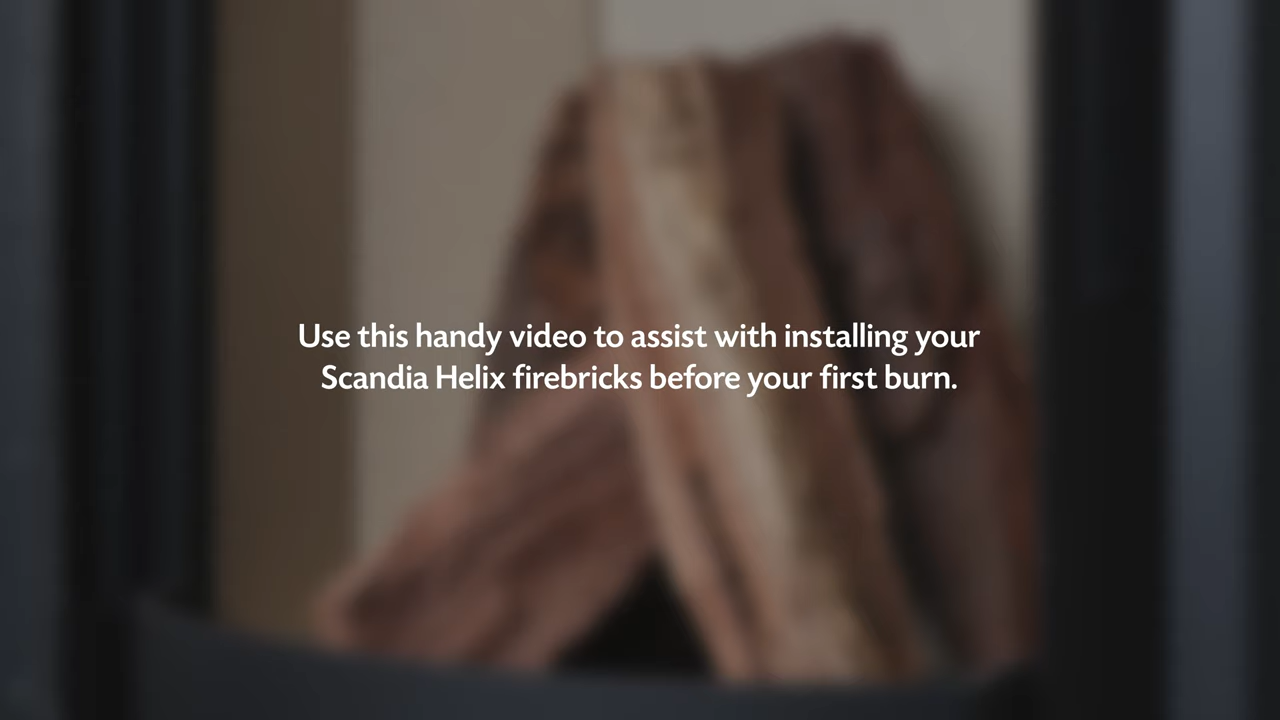 Use this handy video to assist with installing your
Scandia Helix firebricks before your first burn.